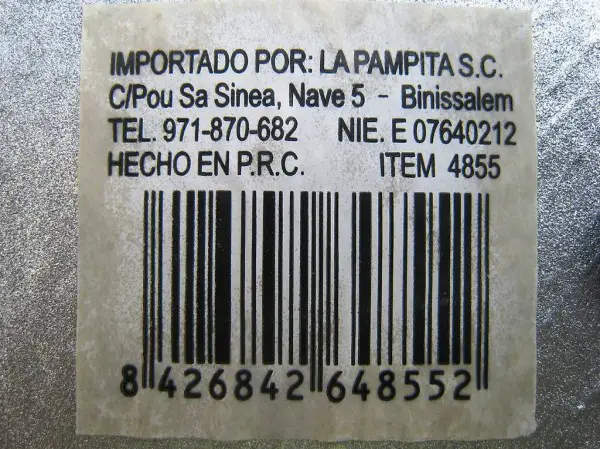 IMPORTADO POR: LA PAMPITA S.C.
C/Pou Sa Sinea, Nave 5 - Binissalem
TEL. 971-870-682 NIE. E 07640212
HECHO EN P.R.C. ITEM 4855
8 426842 648552